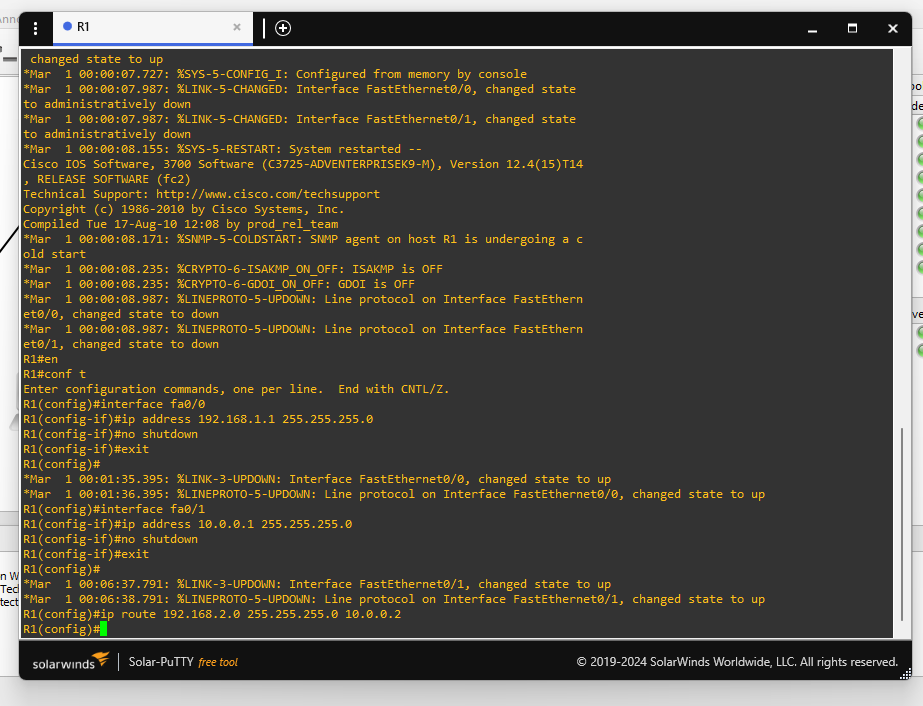 R1
changed state to up
*Mar  1 00:00:07.727: %SYS-5-CONFIG_I: Configured from memory by console
*Mar  1 00:00:07.987: %LINK-5-CHANGED: Interface FastEthernet0/0, changed state
to administratively down
*Mar  1 00:00:07.987: %LINK-5-CHANGED: Interface FastEthernet0/1, changed state
to administratively down
*Mar  1 00:00:08.155: %SYS-5-RESTART: System restarted --
Cisco IOS Software, 3700 Software (C3725-ADVENTERPRISEK9-M), Version 12.4(15)T14
, RELEASE SOFTWARE (fc2)
Technical Support: http://www.cisco.com/techsupport
Copyright (c) 1986-2010 by Cisco Systems, Inc.
Compiled Tue 17-Aug-10 12:08 by prod_rel_team
*Mar  1 00:00:08.171: %SNMP-5-COLDSTART: SNMP agent on host R1 is undergoing a c
old start
*Mar  1 00:00:08.235: %CRYPTO-6-ISAKMP_ON_OFF: ISAKMP is OFF
*Mar  1 00:00:08.235: %CRYPTO-6-GDOI_ON_OFF: GDOI is OFF
*Mar  1 00:00:08.987: %LINEPROTO-5-UPDOWN: Line protocol on Interface FastEthern
et0/0, changed state to down
*Mar  1 00:00:08.987: %LINEPROTO-5-UPDOWN: Line protocol on Interface FastEthern
et0/1, changed state to down
R1#en
R1#conf t
Enter configuration commands, one per line.  End with CNTL/Z.
R1(config)#interface fa0/0
R1(config-if)#ip address 192.168.1.1 255.255.255.0
R1(config-if)#no shutdown
R1(config-if)#exit
R1(config)#
*Mar  1 00:01:35.395: %LINK-3-UPDOWN: Interface FastEthernet0/0, changed state to up
*Mar  1 00:01:36.395: %LINEPROTO-5-UPDOWN: Line protocol on Interface FastEthernet0/0, changed state to up
R1(config)#interface fa0/1
R1(config-if)#ip address 10.0.0.1 255.255.255.0
R1(config-if)#no shutdown
R1(config-if)#exit
R1(config)#
*Mar  1 00:06:37.791: %LINK-3-UPDOWN: Interface FastEthernet0/1, changed state to up
*Mar  1 00:06:38.791: %LINEPROTO-5-UPDOWN: Line protocol on Interface FastEthernet0/1, changed state to up
R1(config)#ip route 192.168.2.0 255.255.255.0 10.0.0.2
R1(config)#
solarwinds Solar-PuTTY free tool © 2019-2024 SolarWinds Worldwide, LLC. All rights reserved.